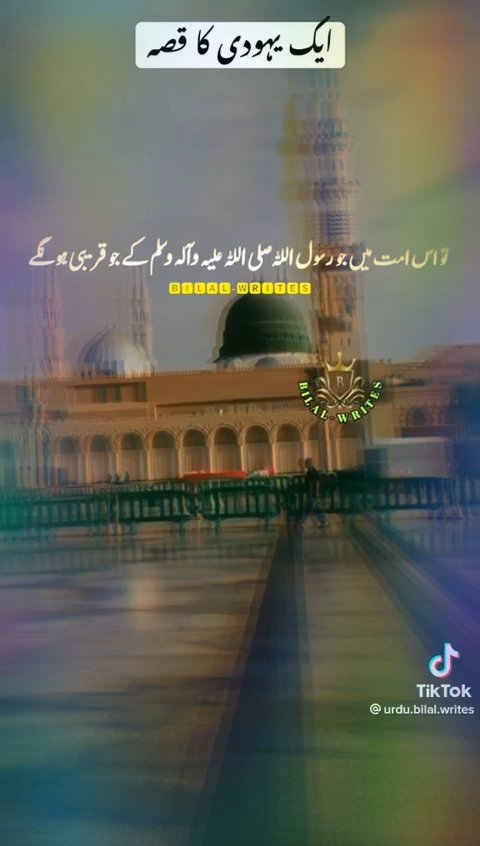 ایک یہودی کا قصہ
تو اس امت میں جو رسول اللہ صلی اللہ علیہ وآلہ وسلم کے جو قریبی ہونگے
BILAL-WRITES
R
BILAL-WRITES
TikTok
@urdu.bilal.writes